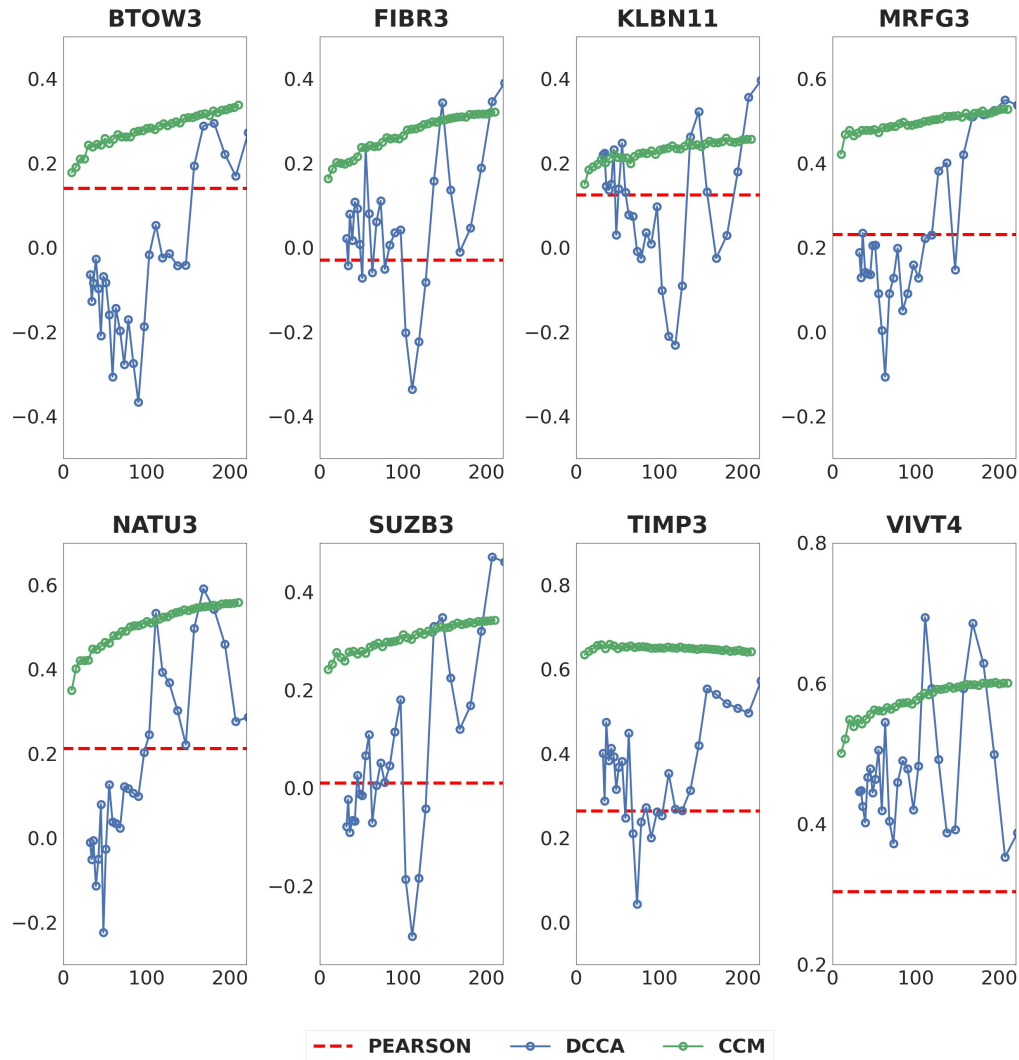 BTOW3 FIBR3 KLBN11 MRFG3
0.4 0.4 0.4 0.6
0.2 0.2 0.2 0.4
0.0 0.0 0.0 0.2
−0.2 −0.2 −0.2 0.0
−0.4 −0.4 −0.4 −0.2
0 100 200 0 100 200 0 100 200 0 100 200
NATU3 SUZB3 TIMP3 VIVT4
0.6 0.4 0.8 0.8
0.4 0.2 0.6 0.6
0.2 0.0 0.4 0.4
0.0 −0.2 0.2 0.2
−0.2 0.0
0 100 200 0 100 200 0 100 200 0 100 200
PEARSON DCCA CCM